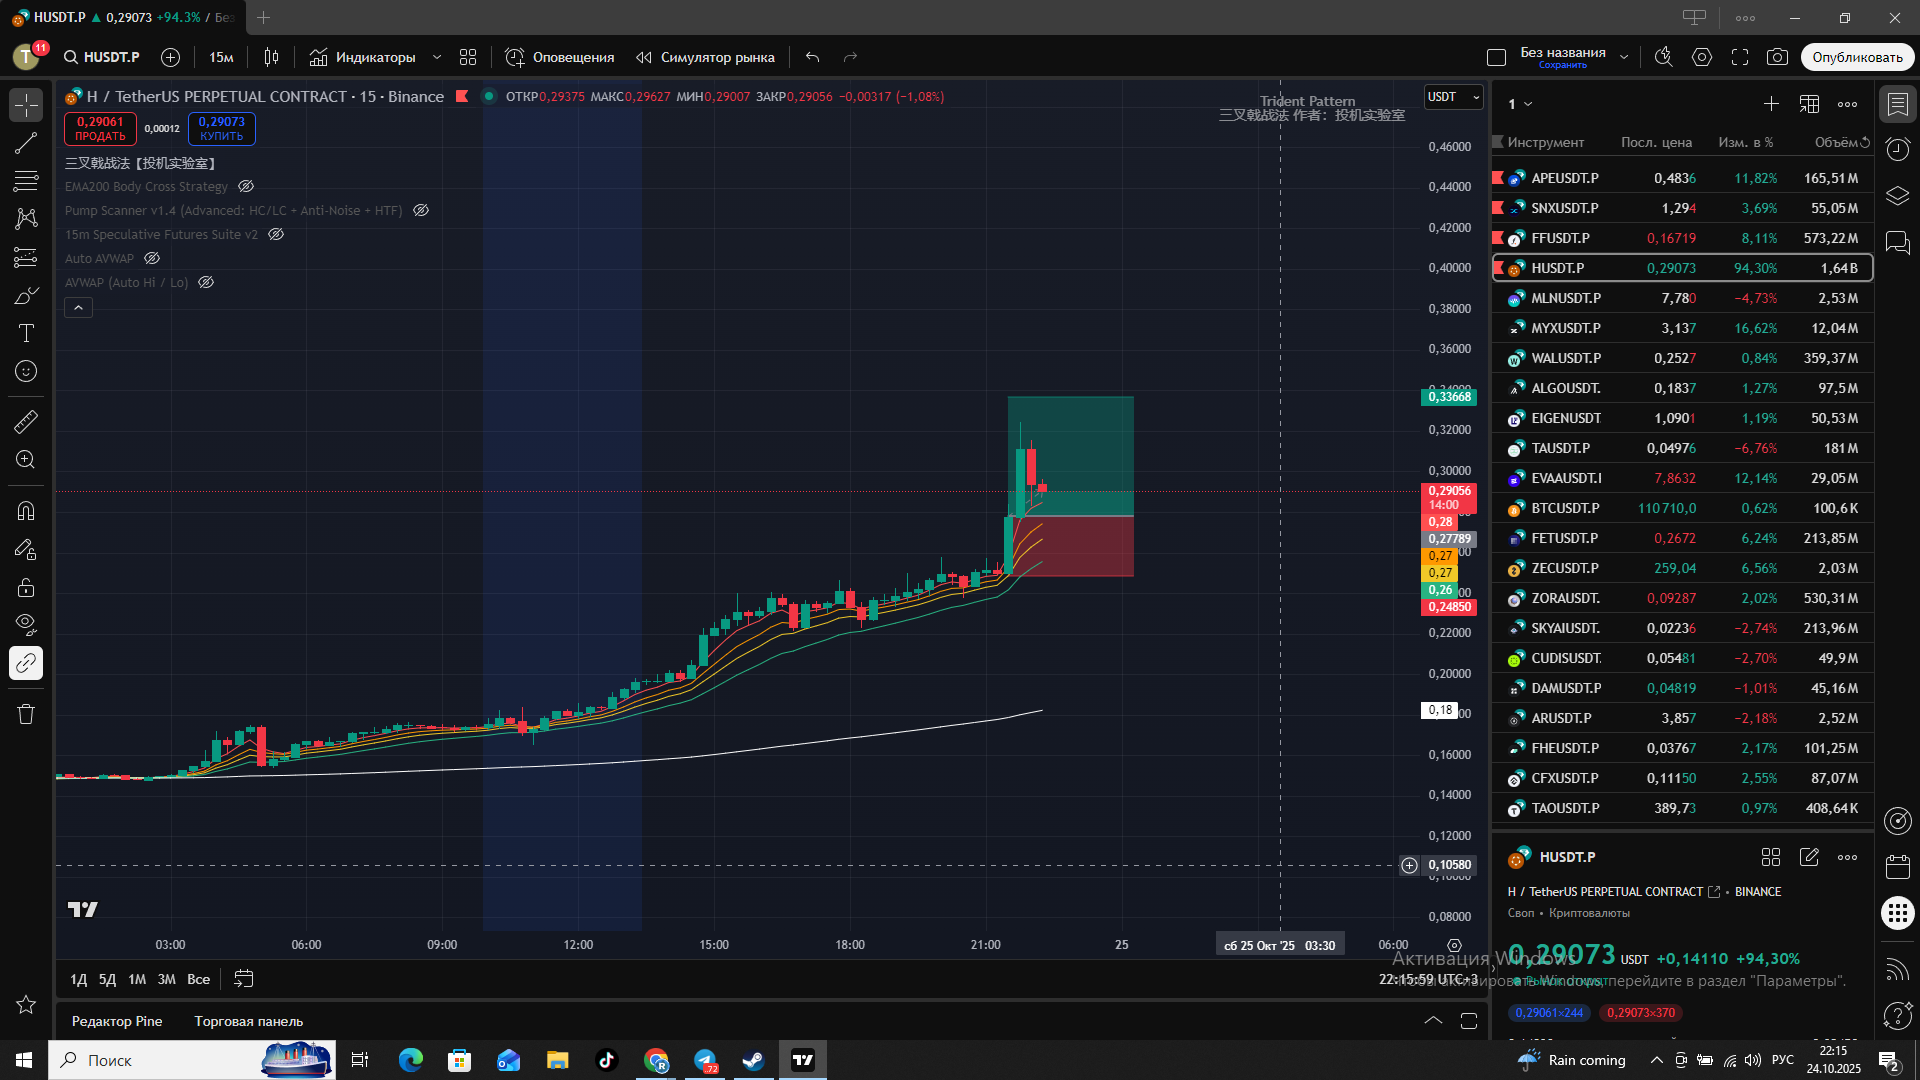 HUSDT.P ▲ 0,29073 +94.3% / Без
T 11 HUSDT.P 15м Индикаторы Оповещения Симулятор рынка Без названия Сохранить Опубликовать
H / TetherUS PERPETUAL CONTRACT · 15 · Binance ОТКР0,29375 МАКС0,29627 МИН0,29007 ЗАКР0,29056 −0,00317 (−1,08%)
0,29061 ПРОДАТЬ 0,00012 0,29073 КУПИТЬ
三叉戟战法【投机实验室】
EMA200 Body Cross Strategy
Pump Scanner v1.4 (Advanced: HC/LC + Anti-Noise + HTF)
15m Speculative Futures Suite v2
Auto AVWAP
AVWAP (Auto Hi / Lo)
Trident Pattern
三叉戟战法 作者：投机实验室
USDT
0,46000
0,44000
0,42000
0,40000
0,38000
0,36000
0,34000
0,33668
0,32000
0,30000
0,29056
14:00
0,28
0,27789
0,27
0,27
0,26
0,24850
0,22000
0,20000
0,18
0,16000
0,14000
0,12000
0,10580
0,10000
0,08000
03:00 06:00 09:00 12:00 15:00 18:00 21:00 25 сб 25 Окт '25 03:30 06:00
1Д 5Д 1М 3М Все 22:15:59 UTC+3
Редактор Pine Торговая панель
1
Инструмент Посл. цена Изм. в % Объём
APEUSDT.P 0,4836 11,82% 165,51 M
SNXUSDT.P 1,294 3,69% 55,05 M
FFUSDT.P 0,16719 8,11% 573,22 M
HUSDT.P 0,29073 94,30% 1,64 B
MLNUSDT.P 7,780 −4,73% 2,53 M
MYXUSDT.P 3,137 16,62% 12,04 M
WALUSDT.P 0,2527 0,84% 359,37 M
ALGOUSDT. 0,1837 1,27% 97,5 M
EIGENUSDT 1,0901 1,19% 50,53 M
TAUSDT.P 0,04976 −6,76% 181 M
EVAAUSDT.I 7,8632 12,14% 29,05 M
BTCUSDT.P 110 710,0 0,62% 100,6 K
FETUSDT.P 0,2672 6,24% 213,85 M
ZECUSDT.P 259,04 6,56% 2,03 M
ZORAUSDT. 0,09287 2,02% 530,31 M
SKYAIUSDT. 0,02236 −2,74% 213,96 M
CUDISUSDT. 0,05481 −2,70% 49,9 M
DAMUSDT.P 0,04819 −1,01% 45,16 M
ARUSDT.P 3,857 −2,18% 2,52 M
FHEUSDT.P 0,03767 2,17% 101,25 M
CFXUSDT.P 0,11150 2,55% 87,07 M
TAOUSDT.P 389,73 0,97% 408,64 K
HUSDT.P
H / TetherUS PERPETUAL CONTRACT • BINANCE
Своп • Криптовалюты
0,29073 USDT +0,14110 +94,30%
Активация Windows
Чтобы активировать Windows, перейдите в раздел "Параметры".
0,29061×244 0,29073×370
Поиск 72 Rain coming РУС 22:15 24.10.2025 2